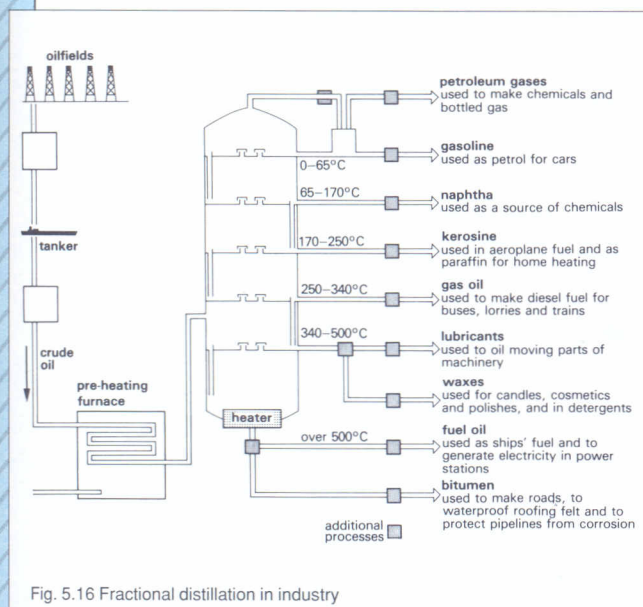 oilfields
tanker
crude
oil
pre-heating
furnace
heater
0–65°C
65–170°C
170–250°C
250–340°C
340–500°C
over 500°C
petroleum gases
used to make chemicals and
bottled gas
gasoline
used as petrol for cars
naphtha
used as a source of chemicals
kerosine
used in aeroplane fuel and as
paraffin for home heating
gas oil
used to make diesel fuel for
buses, lorries and trains
lubricants
used to oil moving parts of
machinery
waxes
used for candles, cosmetics
and polishes, and in detergents
fuel oil
used as ships' fuel and to
generate electricity in power
stations
bitumen
used to make roads, to
waterproof roofing felt and to
protect pipelines from corrosion
additional
processes
Fig. 5.16 Fractional distillation in industry